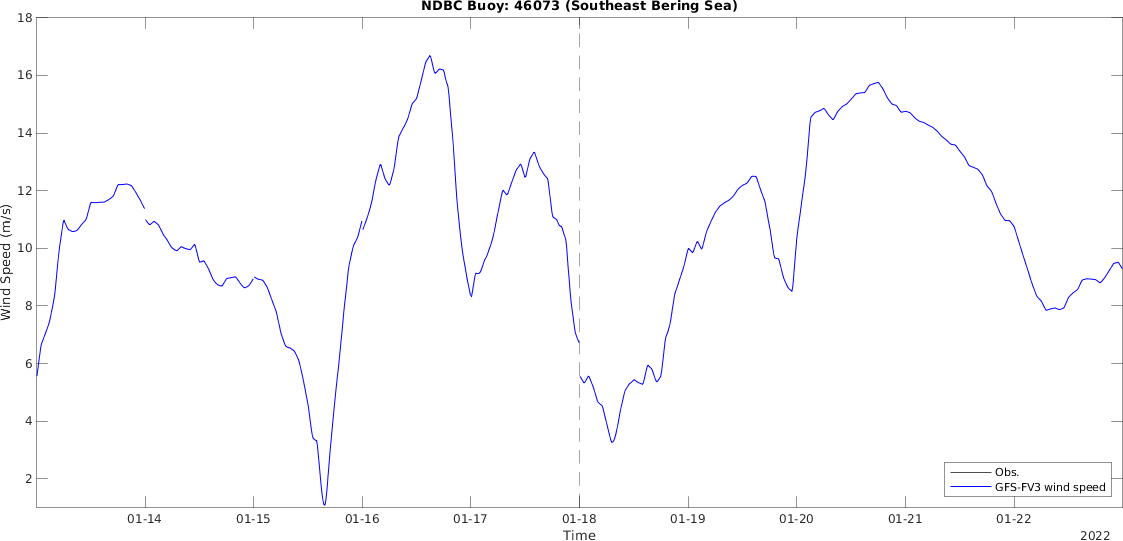 NDBC Buoy: 46073 (Southeast Bering Sea)
18
16
14
12
10
8
6
4
2
Wind Speed (m/s)
Obs.
GFS-FV3 wind speed
01-14 01-15 01-16 01-17 01-18 01-19 01-20 01-21 01-22
Time
2022